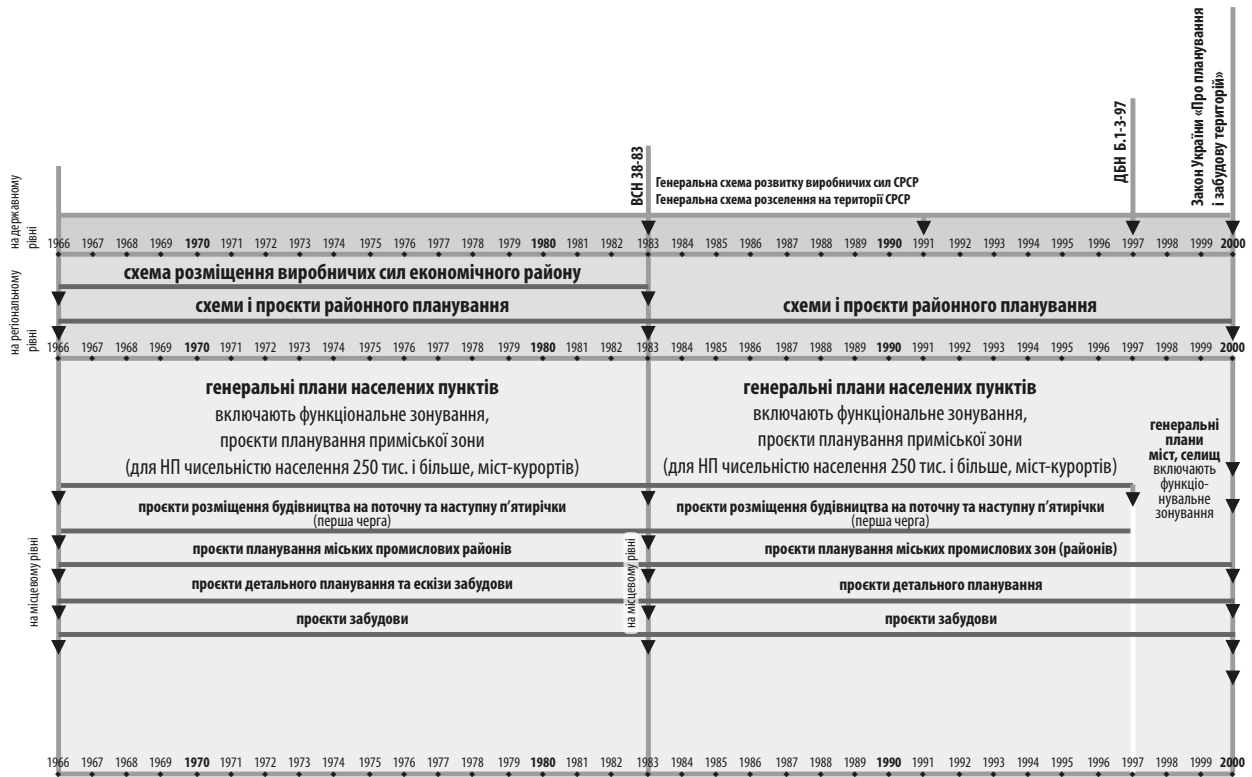 Закон України «Про планування
і забудову територій»
ДБН Б.1-3-97
ВСН 38-83
Генеральна схема розвитку виробничих сил СРСР
Генеральна схема розселення на території СРСР
на державному
рівні
1966 1967 1968 1969 1970 1971 1972 1973 1974 1975 1976 1977 1978 1979 1980 1981 1982 1983 1984 1985 1986 1987 1988 1989 1990 1991 1992 1993 1994 1995 1996 1997 1998 1999 2000
на регіональному
рівні
схема розміщення виробничих сил економічного району
схеми і проєкти районного планування
схеми і проєкти районного планування
1966 1967 1968 1969 1970 1971 1972 1973 1974 1975 1976 1977 1978 1979 1980 1981 1982 1983 1984 1985 1986 1987 1988 1989 1990 1991 1992 1993 1994 1995 1996 1997 1998 1999 2000
на місцевому рівні
генеральні плани населених пунктів
включають функціональне зонування,
проєкти планування приміської зони
(для НП чисельністю населення 250 тис. і більше, міст-курортів)
проєкти розміщення будівництва на поточну та наступну п’ятирічки
(перша черга)
проєкти планування міських промислових районів
проєкти детального планування та ескізи забудови
проєкти забудови
на місцевому рівні
генеральні плани населених пунктів
включають функціональне зонування,
проєкти планування приміської зони
(для НП чисельністю населення 250 тис. і більше, міст-курортів)
проєкти розміщення будівництва на поточну та наступну п’ятирічки
(перша черга)
проєкти планування міських промислових зон (районів)
проєкти детального планування
проєкти забудови
генеральні
плани
міст, селищ
включають
функціо-
нувальне
зонування
1966 1967 1968 1969 1970 1971 1972 1973 1974 1975 1976 1977 1978 1979 1980 1981 1982 1983 1984 1985 1986 1987 1988 1989 1990 1991 1992 1993 1994 1995 1996 1997 1998 1999 2000